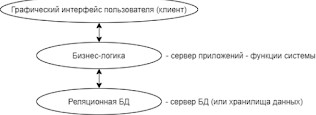 Графический интерфейс пользователя (клиент)
Бизнес-логика - сервер приложений - функции системы
Реляционная БД - сервер БД (или хранилища данных)